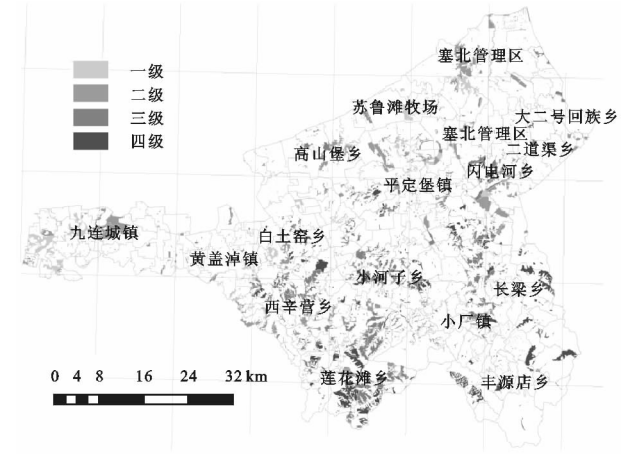 塞北管理区
一级
二级
三级
四级
苏鲁滩牧场
大二号回族乡
塞北管理区
二道渠乡
高山堡乡
闪电河乡
平定堡镇
九连城镇
白土窑乡
黄盖淖镇
小河子乡
长梁乡
西辛营乡
小厂镇
莲花滩乡
丰源店乡
0 4 8 16 24 32 km